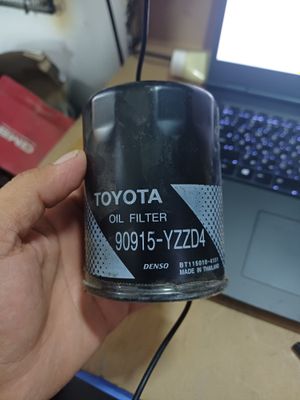 TOYOTA
OIL FILTER
90915-YZZD4
DENSO
MADE IN THAILAND